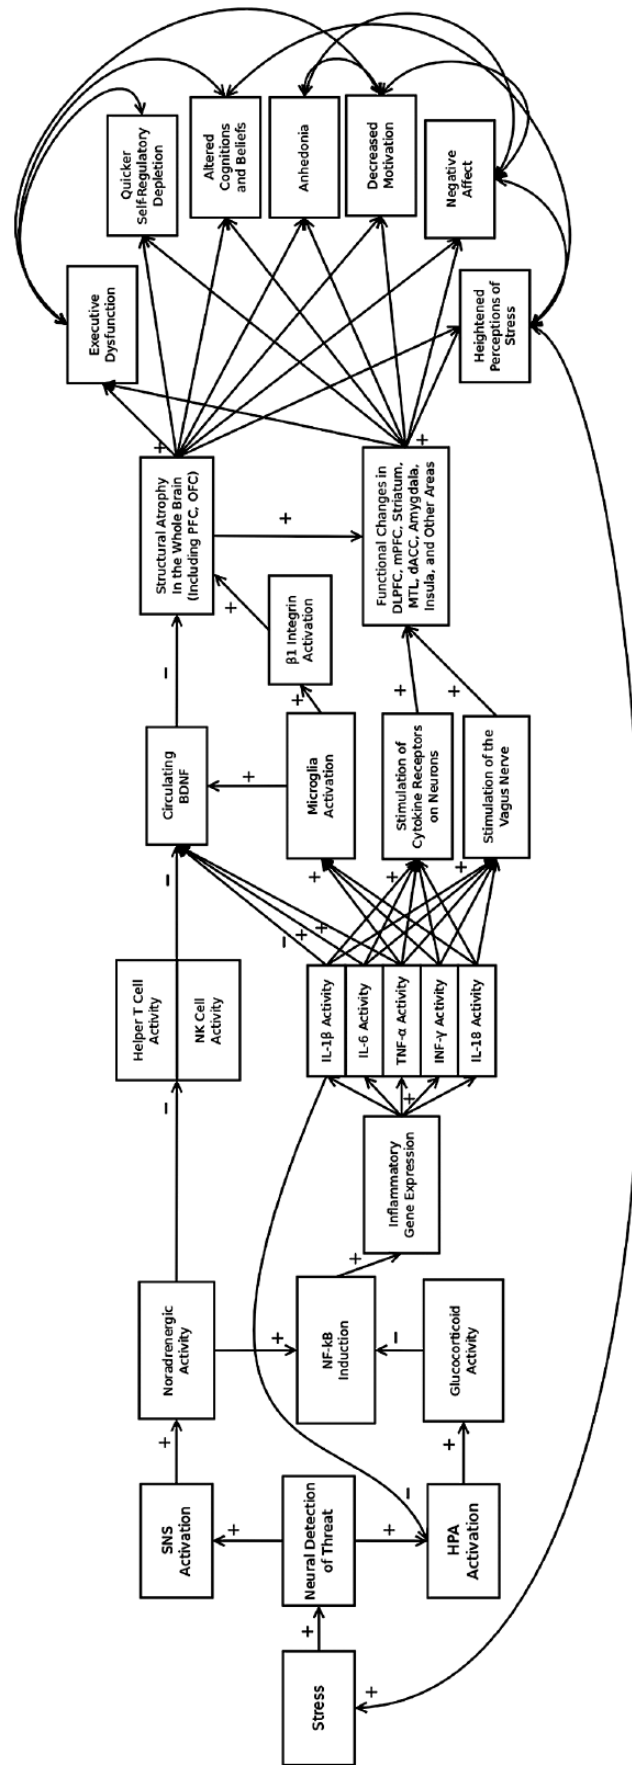 Stress
+
+
Neural Detection
of Threat
+
+
SNS
Activation
HPA
Activation
−
+
+
Noradrenergic
Activity
+
NF-kB
Induction
−
Glucocorticoid
Activity
+
−
Inflammatory
Gene Expression
+
Helper T Cell
Activity
NK Cell
Activity
IL-1β Activity
IL-6 Activity
TNF-α Activity
INF-γ Activity
IL-18 Activity
−
−
+
+
+
+
+
Circulating
BDNF
+
Microglia
Activation
Stimulation of
Cytokine Receptors
on Neurons
Stimulation of the
Vagus Nerve
−
+
β1 Integrin
Activation
+
+
+
Structural Atrophy
In the Whole Brain
(Including PFC, OFC)
+
Functional Changes in
DLPFC, mPFC, Striatum,
MTL, dACC, Amygdala,
Insula, and Other Areas
+
+
Executive
Dysfunction
Quicker
Self-Regulatory
Depletion
Altered
Cognitions
and Beliefs
Anhedonia
Decreased
Motivation
Negative
Affect
Heightened
Perceptions of
Stress